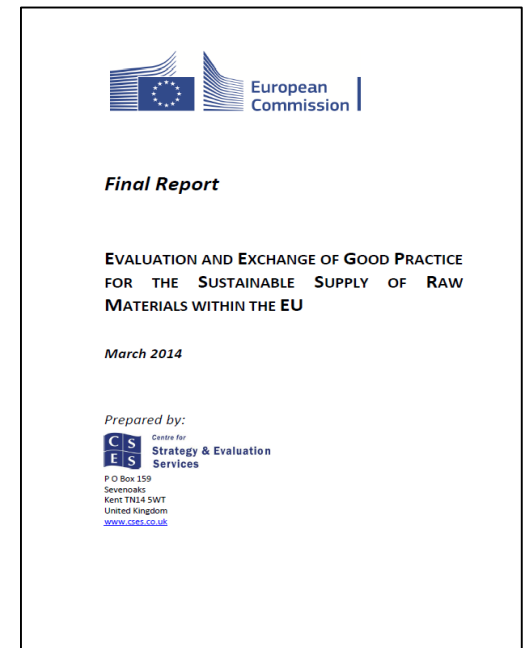 European
Commission
Final Report
EVALUATION AND EXCHANGE OF GOOD PRACTICE
FOR THE SUSTAINABLE SUPPLY OF RAW
MATERIALS WITHIN THE EU
March 2014
Prepared by:
C S
E S
Centre for
Strategy & Evaluation
Services
P O Box 159
Sevenoaks
Kent TN14 5WT
United Kingdom
www.cses.co.uk